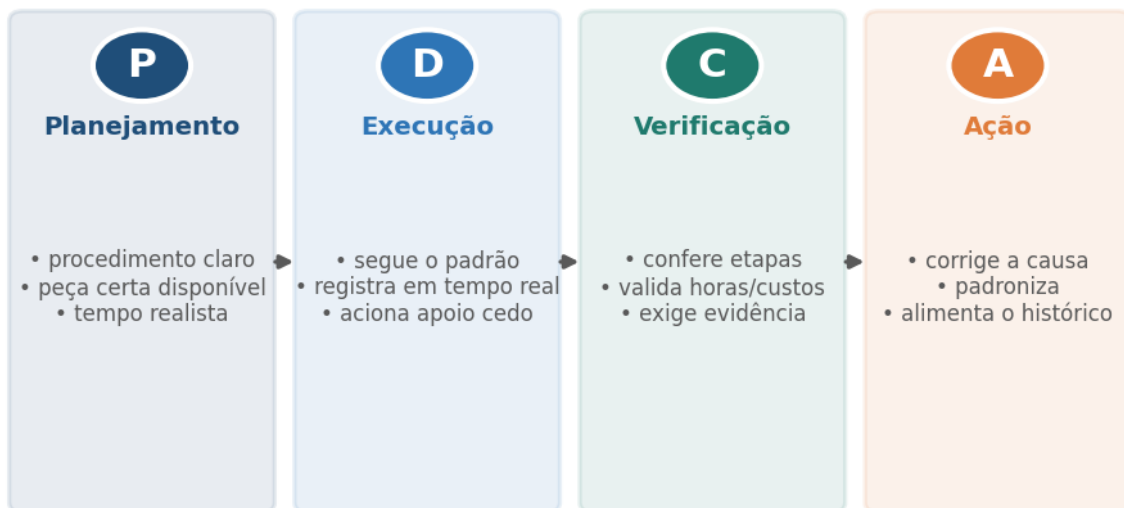 P
Planejamento
• procedimento claro
• peça certa disponível
• tempo realista
D
Execução
• segue o padrão
• registra em tempo real
• aciona apoio cedo
C
Verificação
• confere etapas
• valida horas/custos
• exige evidência
A
Ação
• corrige a causa
• padroniza
• alimenta o histórico